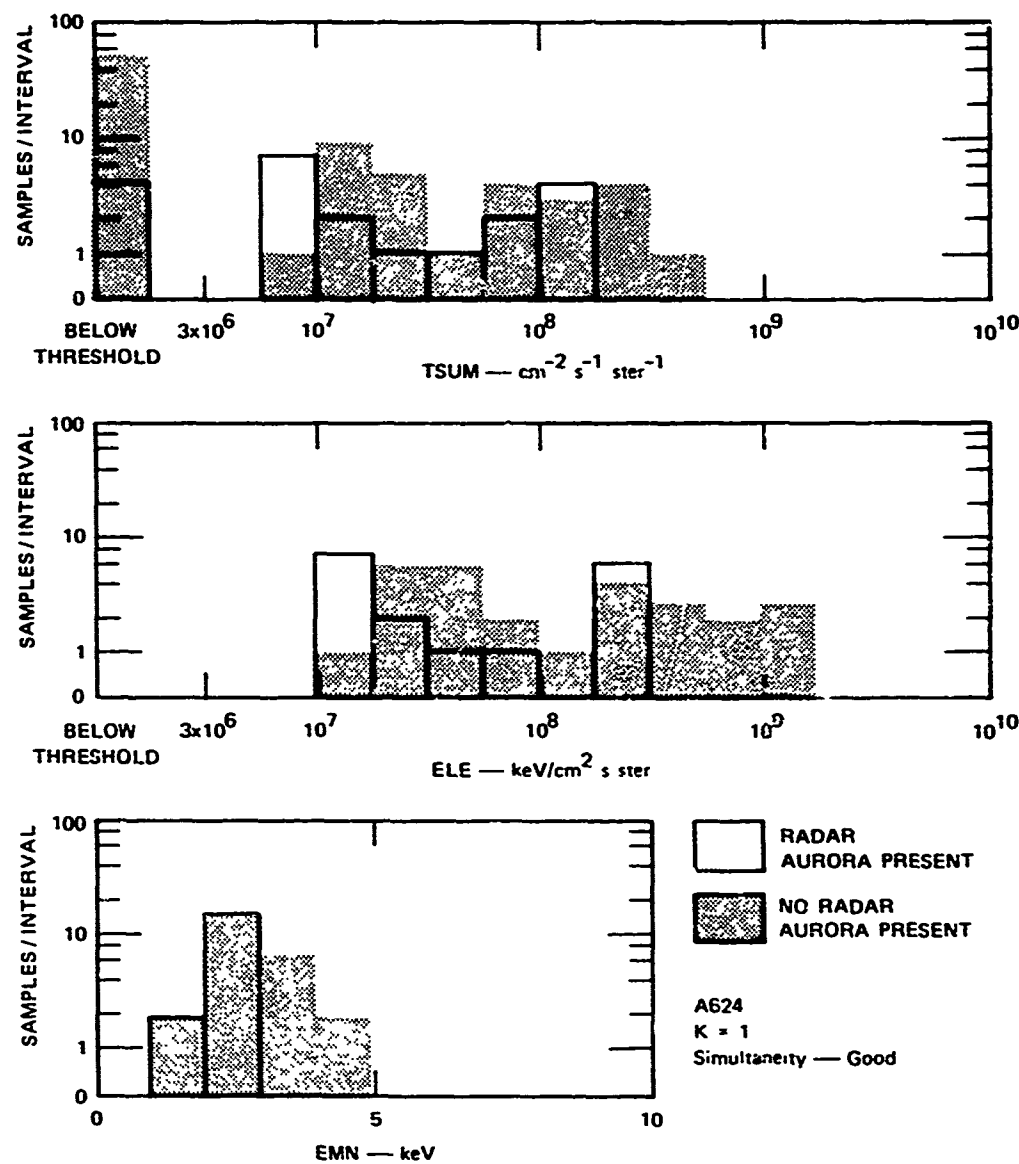 SAMPLES/INTERVAL
100
10
1
0
BELOW THRESHOLD
3x10^6
10^7
10^8
10^9
10^10
TSUM — cm^-2 s^-1 ster^-1
SAMPLES/INTERVAL
100
10
1
0
BELOW THRESHOLD
3x10^6
10^7
10^8
10^9
10^10
ELE — keV/cm^2 s ster
SAMPLES/INTERVAL
100
10
1
0
0
5
10
EMN — keV
RADAR
AURORA PRESENT
NO RADAR
AURORA PRESENT
A624
K = 1
Simultaneity — Good